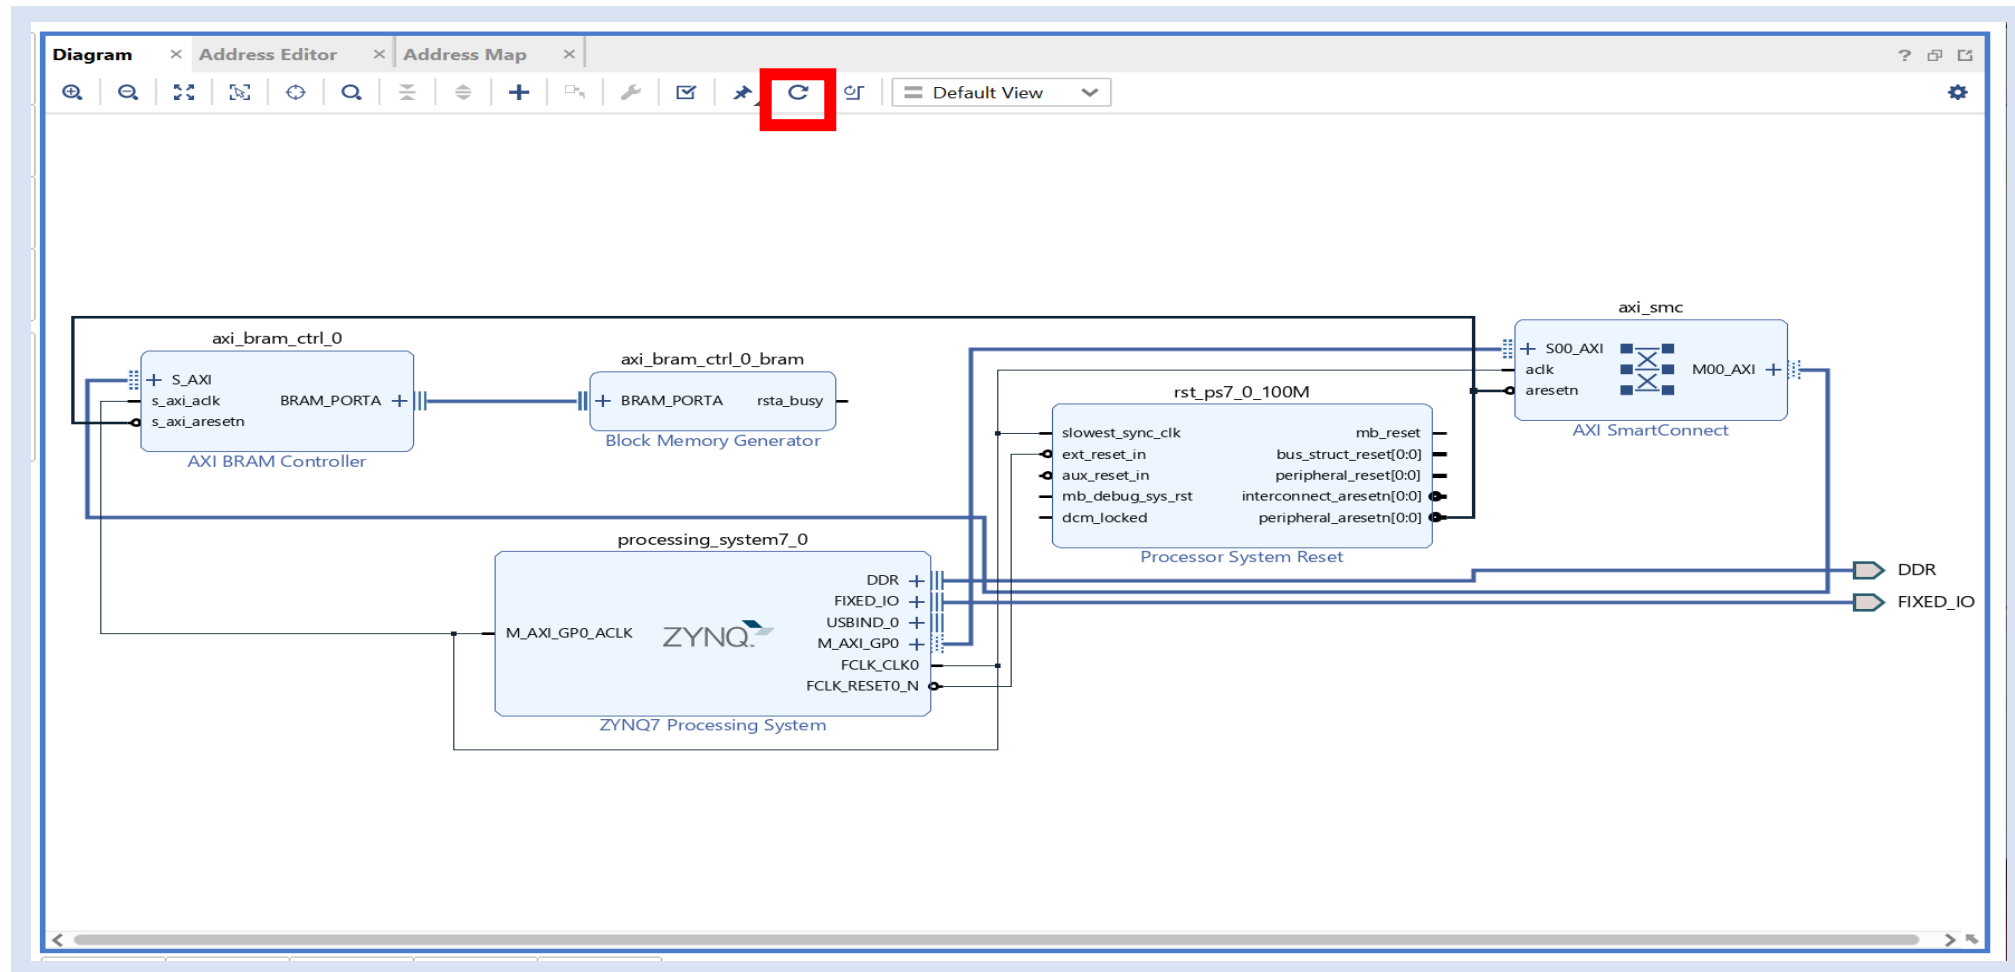 Diagram × Address Editor × Address Map × ?
Default View
axi_bram_ctrl_0
S_AXI
s_axi_aclk BRAM_PORTA
s_axi_aresetn
AXI BRAM Controller
axi_bram_ctrl_0_bram
BRAM_PORTA rsta_busy
Block Memory Generator
rst_ps7_0_100M
slowest_sync_clk mb_reset
ext_reset_in bus_struct_reset[0:0]
aux_reset_in peripheral_reset[0:0]
mb_debug_sys_rst interconnect_aresetn[0:0]
dcm_locked peripheral_aresetn[0:0]
Processor System Reset
axi_smc
S00_AXI
aclk M00_AXI
aresetn
AXI SmartConnect
processing_system7_0
DDR
FIXED_IO
USBIND_0
M_AXI_GP0_ACLK ZYNQ. M_AXI_GP0
FCLK_CLK0
FCLK_RESET0_N
ZYNQ7 Processing System
DDR
FIXED_IO